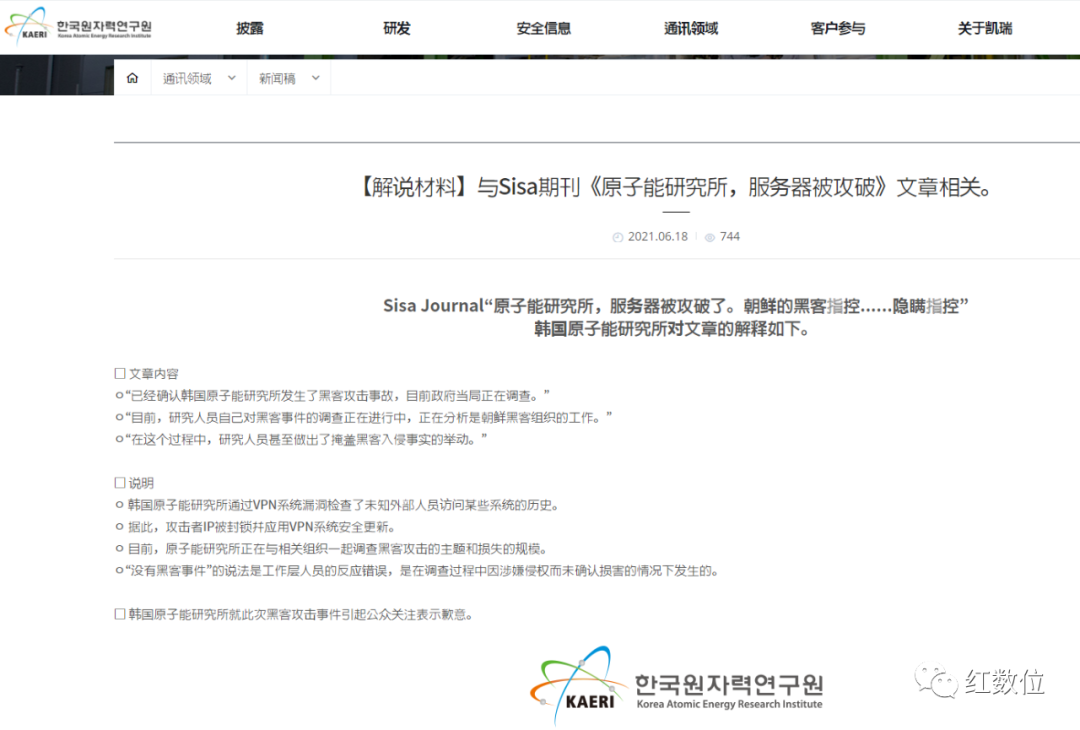 KAERI 한국원자력연구원
Korea Atomic Energy Research Institute
披露 研发 安全信息 通讯领域 客户参与 关于凯瑞
通讯领域 新闻稿
【解说材料】与Sisa期刊《原子能研究所，服务器被攻破》文章相关。
2021.06.18 744
Sisa Journal“原子能研究所，服务器被攻破了。朝鲜的黑客指控……隐瞒指控”
韩国原子能研究所对文章的解释如下。
□ 文章内容
ㅇ“已经确认韩国原子能研究所发生了黑客攻击事故，目前政府当局正在调查。”
ㅇ“目前，研究人员自己对黑客事件的调查正在进行中，正在分析是朝鲜黑客组织的工作。”
ㅇ“在这个过程中，研究人员甚至做出了掩盖黑客入侵事实的举动。”
□ 说明
ㅇ 韩国原子能研究所通过VPN系统漏洞检查了未知外部人员访问某些系统的历史。
ㅇ 据此，攻击者IP被封锁并应用VPN系统安全更新。
ㅇ 目前，原子能研究所正在与相关组织一起调查黑客攻击的主题和损失的规模。
ㅇ“没有黑客事件”的说法是工作层人员的反应错误，是在调查过程中因涉嫌侵权而未确认损害的情况下发生的。
□ 韩国原子能研究所就此次黑客攻击事件引起公众关注表示歉意。
KAERI 한국원자력연구원
Korea Atomic Energy Research Institute
红数位